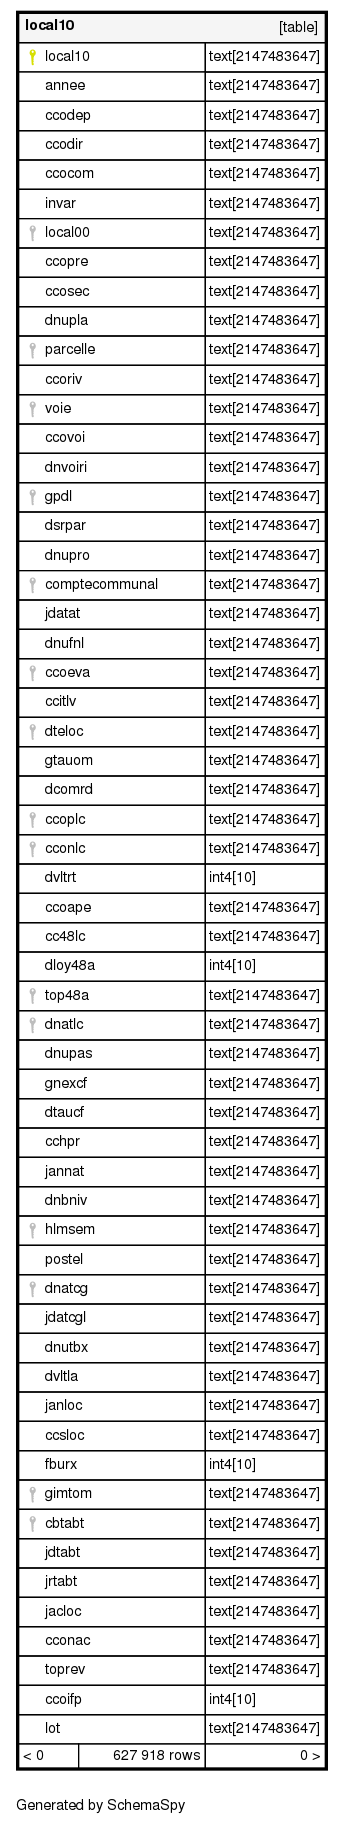 local10 [table]
local10 text[2147483647]
annee text[2147483647]
ccodep text[2147483647]
ccodir text[2147483647]
ccocom text[2147483647]
invar text[2147483647]
local00 text[2147483647]
ccopre text[2147483647]
ccosec text[2147483647]
dnupla text[2147483647]
parcelle text[2147483647]
ccoriv text[2147483647]
voie text[2147483647]
ccovoi text[2147483647]
dnvoiri text[2147483647]
gpdl text[2147483647]
dsrpar text[2147483647]
dnupro text[2147483647]
comptecommunal text[2147483647]
jdatat text[2147483647]
dnufnl text[2147483647]
ccoeva text[2147483647]
ccitlv text[2147483647]
dteloc text[2147483647]
gtauom text[2147483647]
dcomrd text[2147483647]
ccoplc text[2147483647]
cconlc text[2147483647]
dvltrt int4[10]
ccoape text[2147483647]
cc48lc text[2147483647]
dloy48a int4[10]
top48a text[2147483647]
dnatlc text[2147483647]
dnupas text[2147483647]
gnexcf text[2147483647]
dtaucf text[2147483647]
cchpr text[2147483647]
jannat text[2147483647]
dnbniv text[2147483647]
hlmsem text[2147483647]
postel text[2147483647]
dnatcg text[2147483647]
jdatcgl text[2147483647]
dnutbx text[2147483647]
dvltla text[2147483647]
janloc text[2147483647]
ccsloc text[2147483647]
fburx int4[10]
gimtom text[2147483647]
cbtabt text[2147483647]
jdtabt text[2147483647]
jrtabt text[2147483647]
jacloc text[2147483647]
cconac text[2147483647]
toprev text[2147483647]
ccoifp int4[10]
lot text[2147483647]
< 0 627 918 rows 0 >
Generated by SchemaSpy